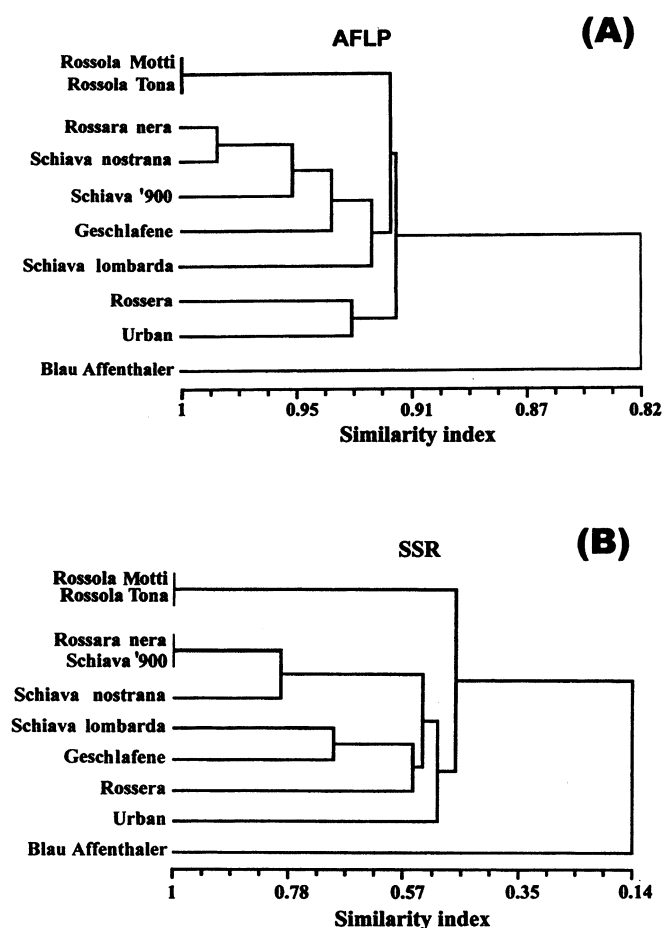 AFLP
(A)
Rossola Motti
Rossola Tona
Rossara nera
Schiava nostrana
Schiava '900
Geschlafene
Schiava lombarda
Rossera
Urban
Blau Affenthaler
1 0.95 0.91 0.87 0.82
Similarity index
SSR
(B)
Rossola Motti
Rossola Tona
Rossara nera
Schiava '900
Schiava nostrana
Schiava lombarda
Geschlafene
Rossera
Urban
Blau Affenthaler
1 0.78 0.57 0.35 0.14
Similarity index